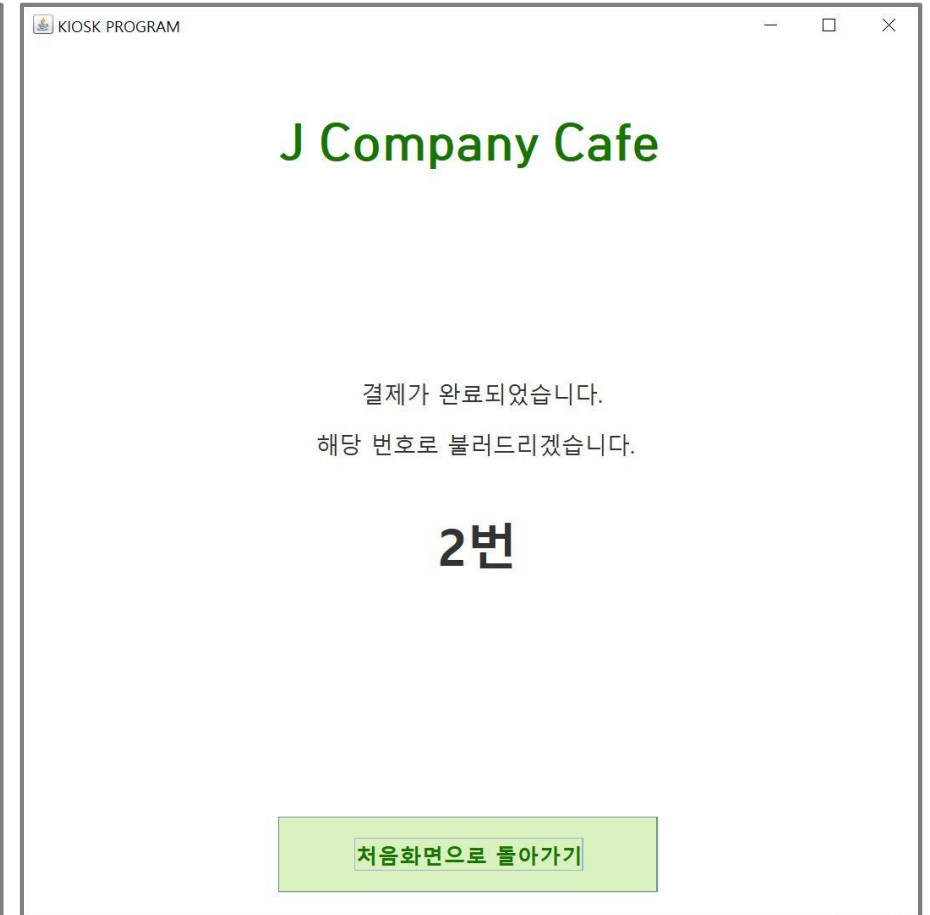 KIOSK PROGRAM
J Company Cafe
결제가 완료되었습니다.
해당 번호로 불러드리겠습니다.
2번
처음화면으로 돌아가기